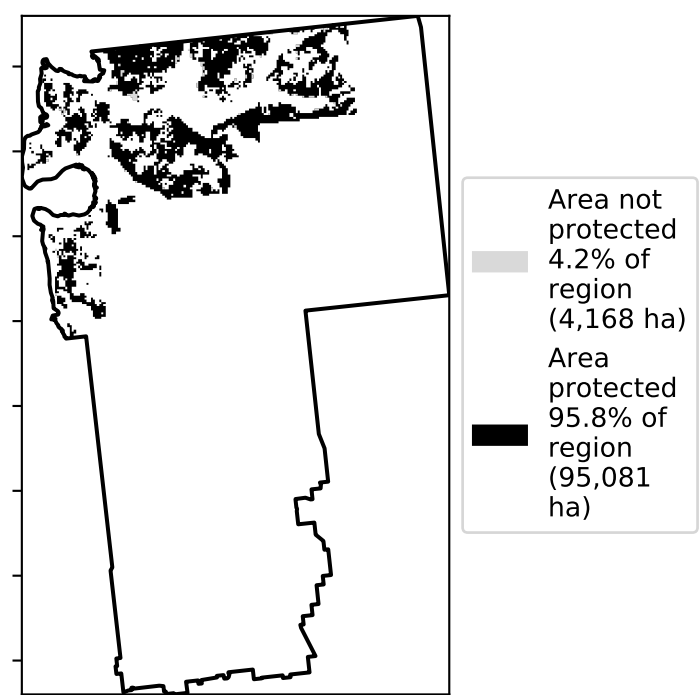 Area not
protected
4.2% of
region
(4,168 ha)
Area
protected
95.8% of
region
(95,081
ha)